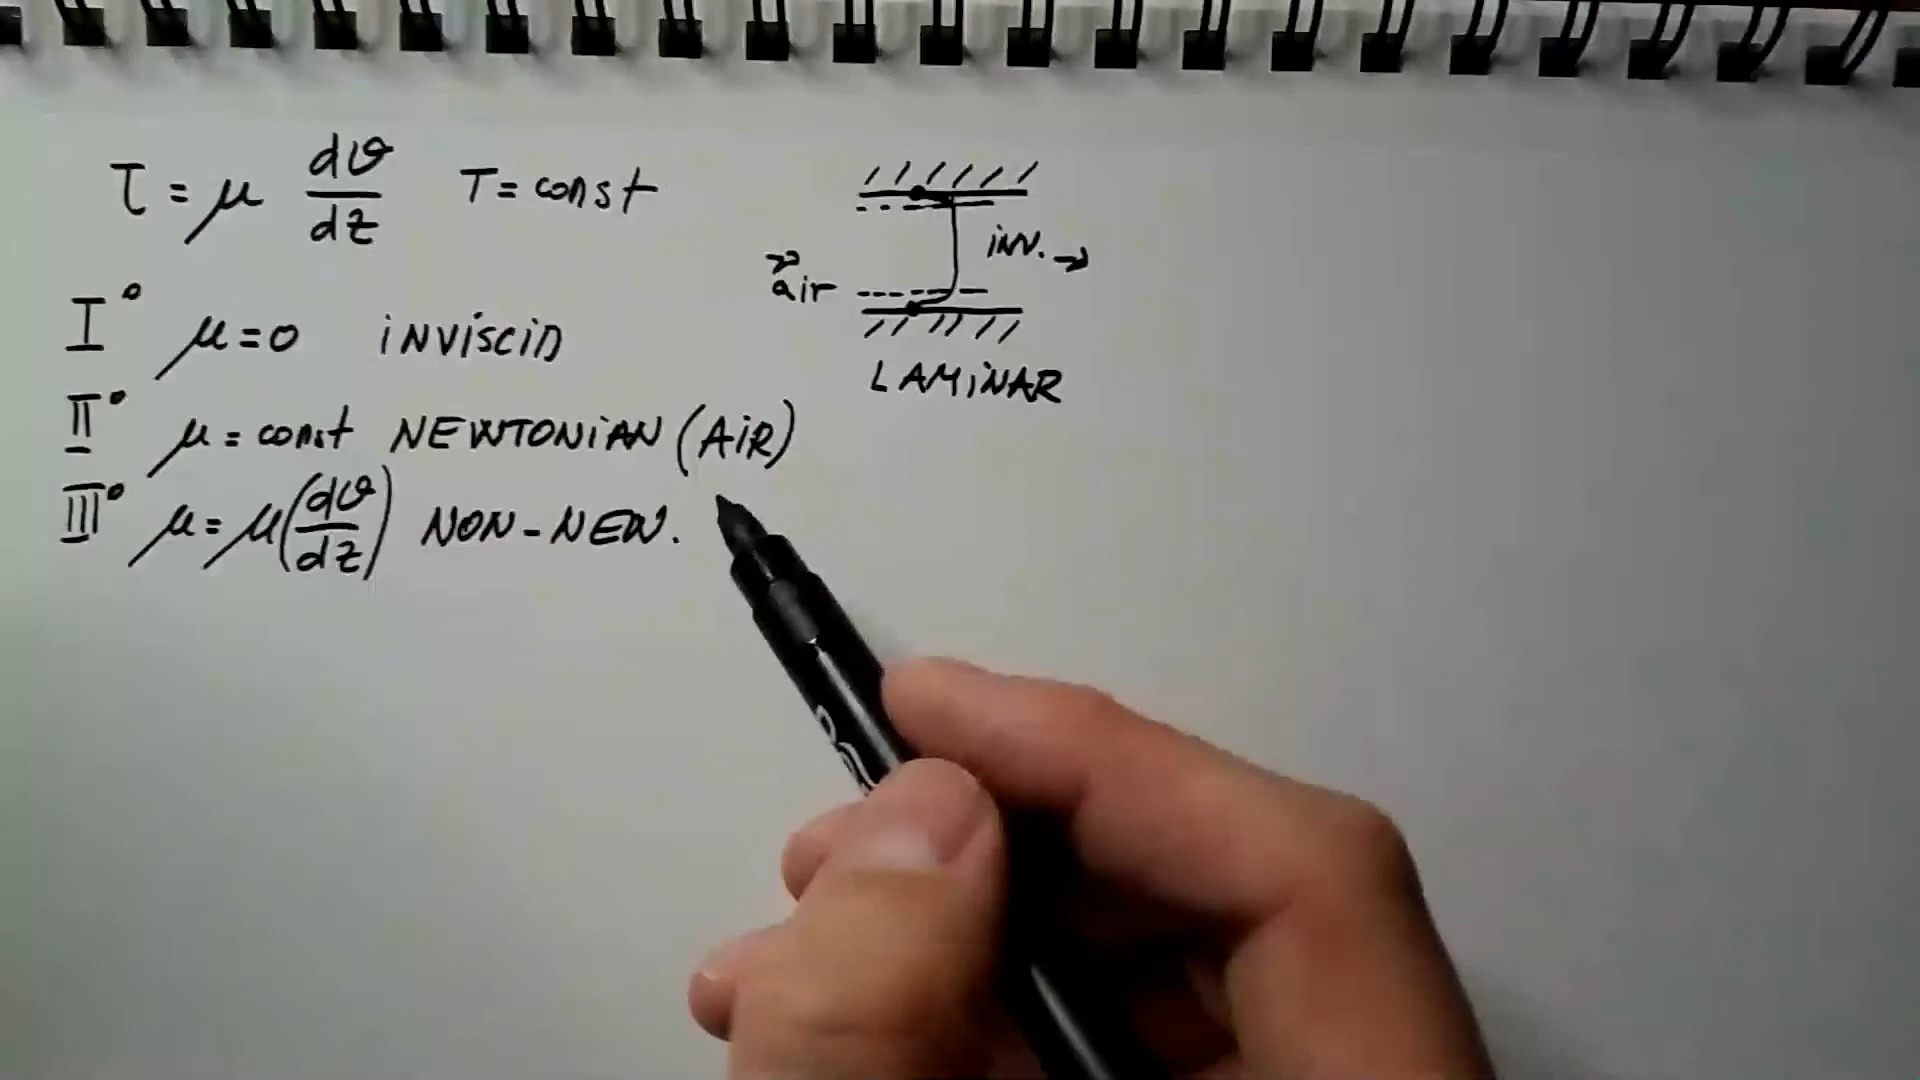 τ = μ dϑ/dz T = const
I° μ = 0 iNViSCiD
II° μ = const NEWTONiAN (AiR)
III° μ = μ(dϑ/dz) NON-NEW.
iNV. →
air
LAMiNAR